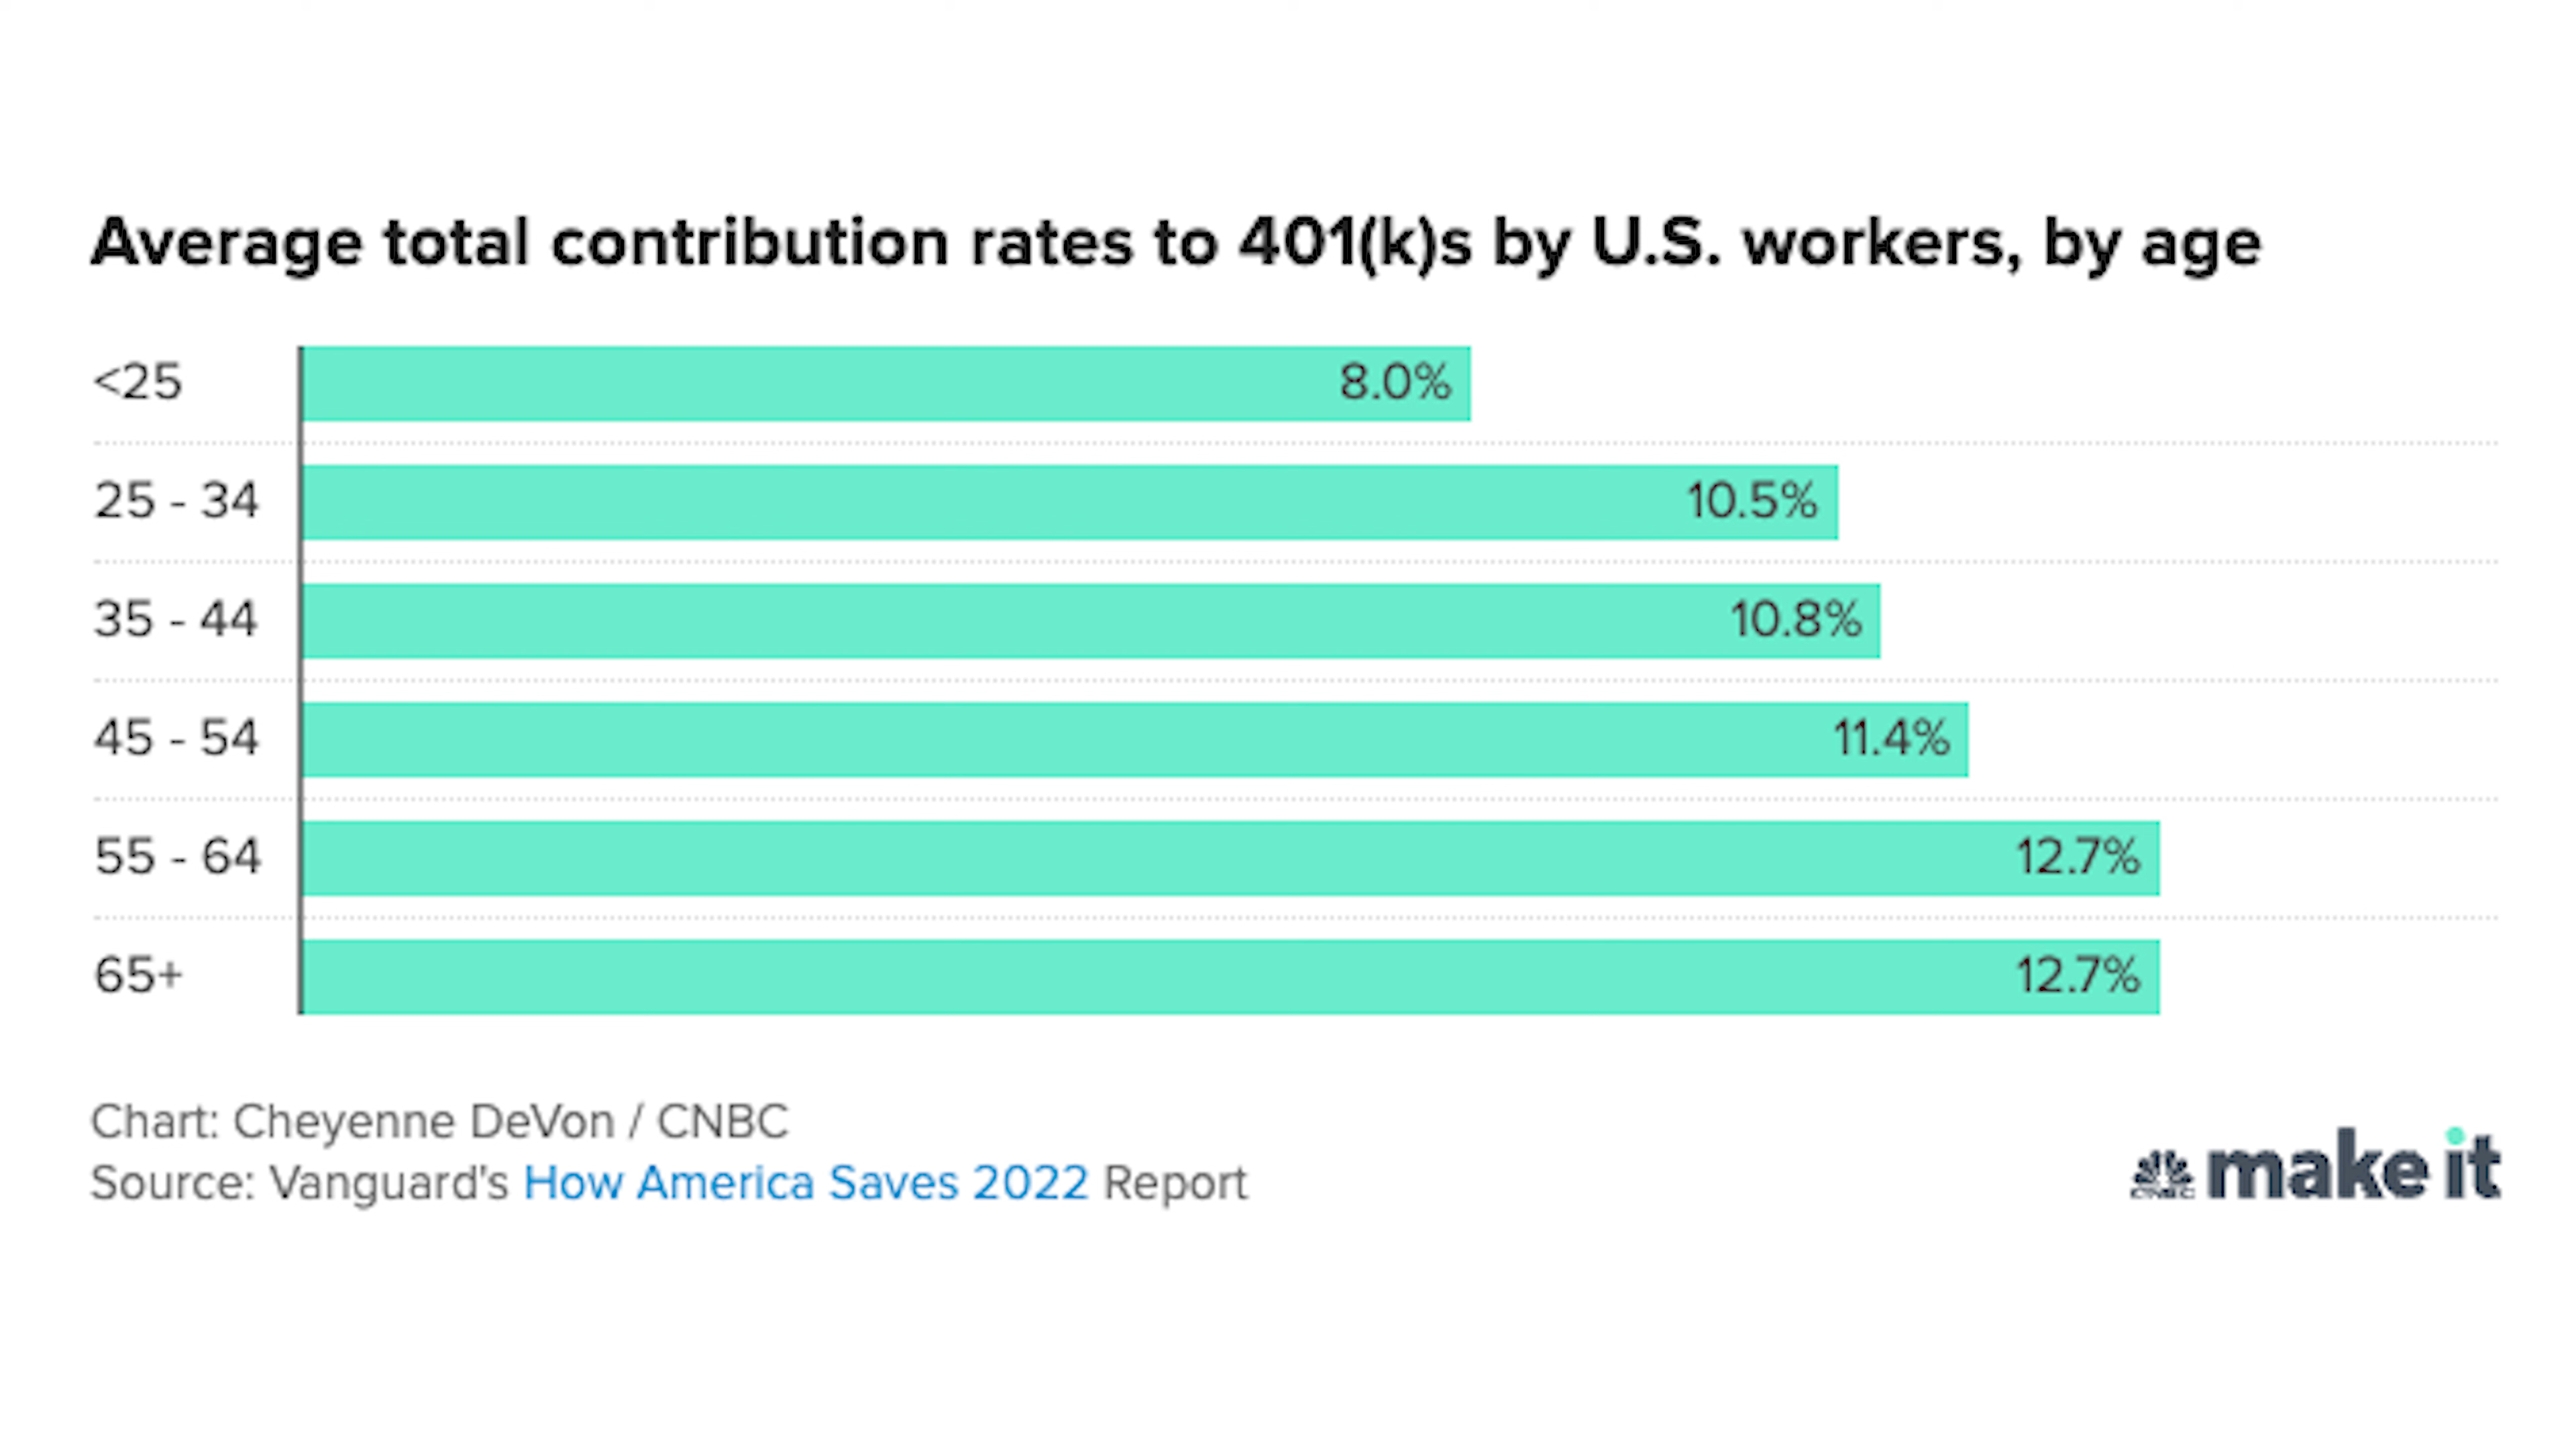 Average total contribution rates to 401(k)s by U.S. workers, by age
<25 8.0%
25 - 34 10.5%
35 - 44 10.8%
45 - 54 11.4%
55 - 64 12.7%
65+ 12.7%
Chart: Cheyenne DeVon / CNBC
Source: Vanguard's How America Saves 2022 Report
CNBC make it